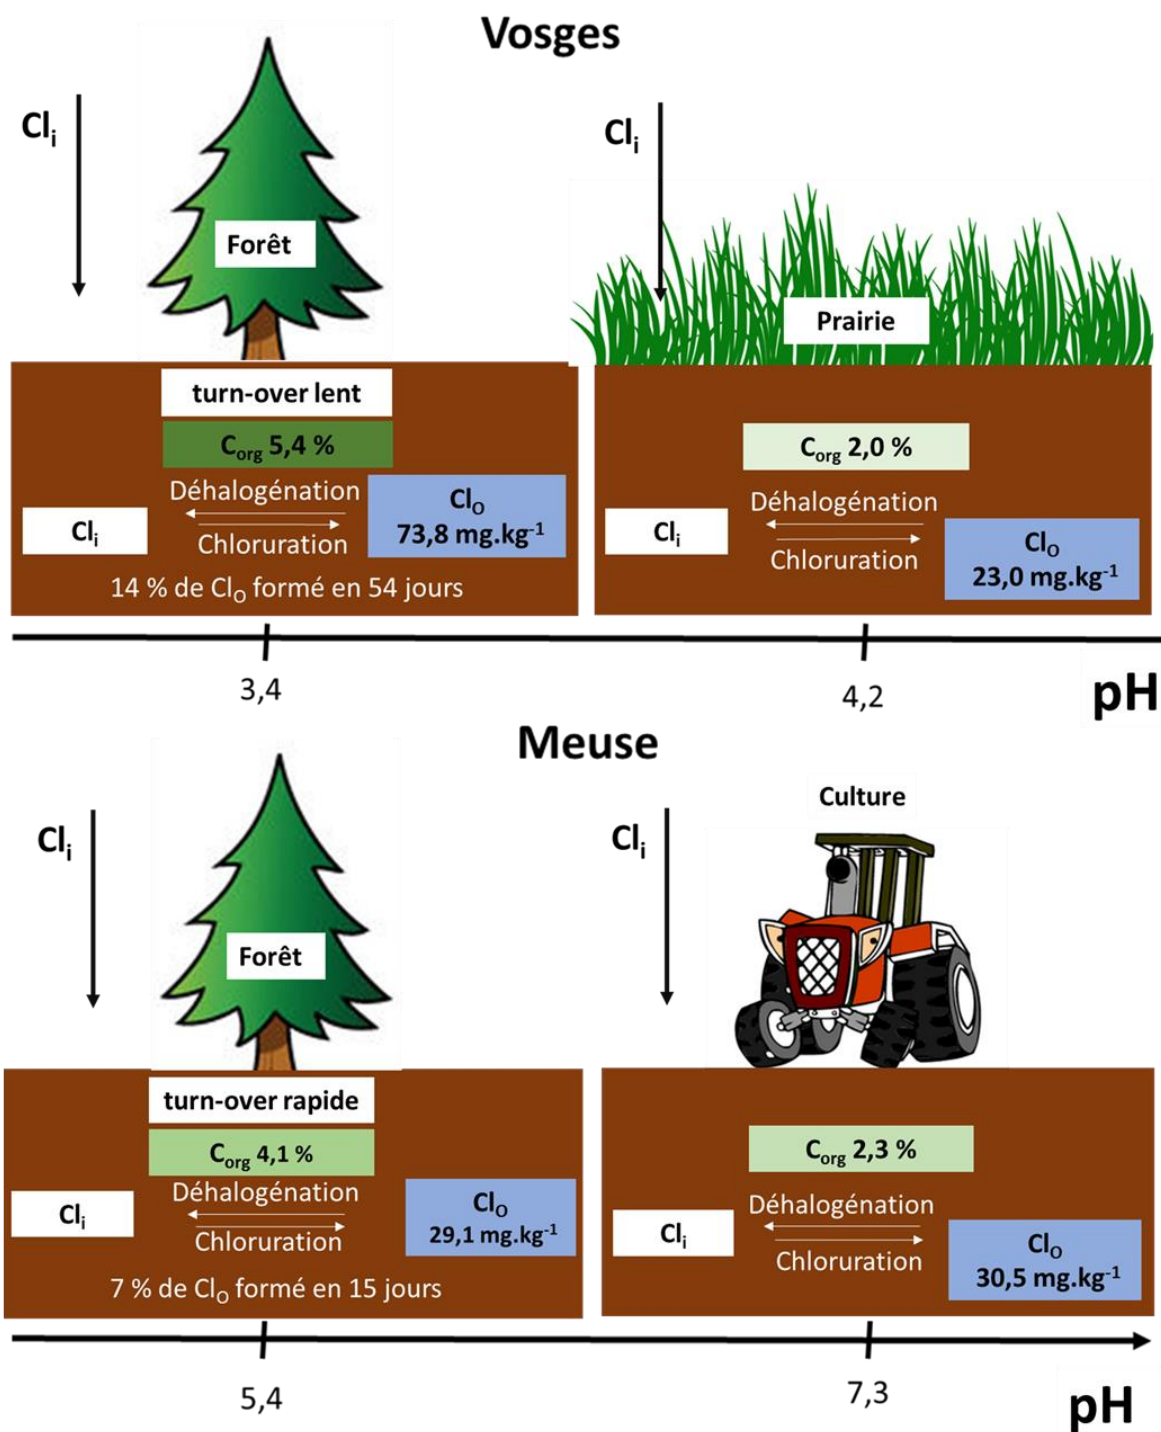 Vosges
Cli
Forêt
turn-over lent
Corg 5,4 %
Déhalogénation
Chloruration
Cli
ClO
73,8 mg.kg-1
14 % de ClO formé en 54 jours
Cli
Prairie
Corg 2,0 %
Déhalogénation
Chloruration
Cli
ClO
23,0 mg.kg-1
3,4
4,2
pH
Meuse
Cli
Forêt
turn-over rapide
Corg 4,1 %
Déhalogénation
Chloruration
Cli
ClO
29,1 mg.kg-1
7 % de ClO formé en 15 jours
Culture
Cli
Corg 2,3 %
Déhalogénation
Chloruration
Cli
ClO
30,5 mg.kg-1
5,4
7,3
pH